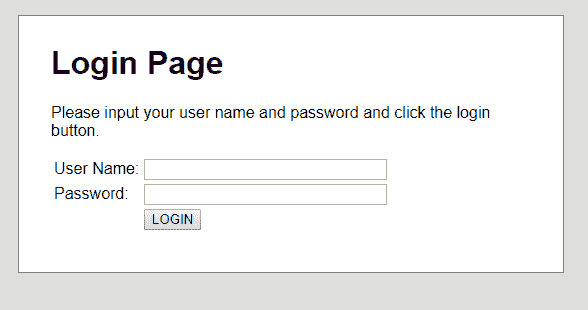 Login Page
Please input your user name and password and click the login
button.
User Name:
Password:
LOGIN